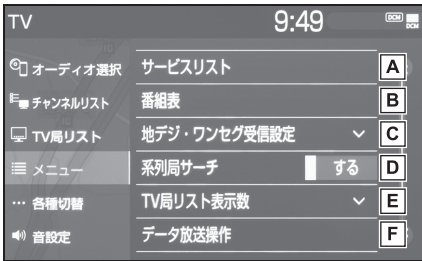 TV
9:49
DCM
DCM
オーディオ選択
チャンネルリスト
TV局リスト
メニュー
各種切替
音設定
サービスリスト
A
番組表
B
地デジ・ワンセグ受信設定
C
系列局サーチ
する
D
TV局リスト表示数
E
データ放送操作
F